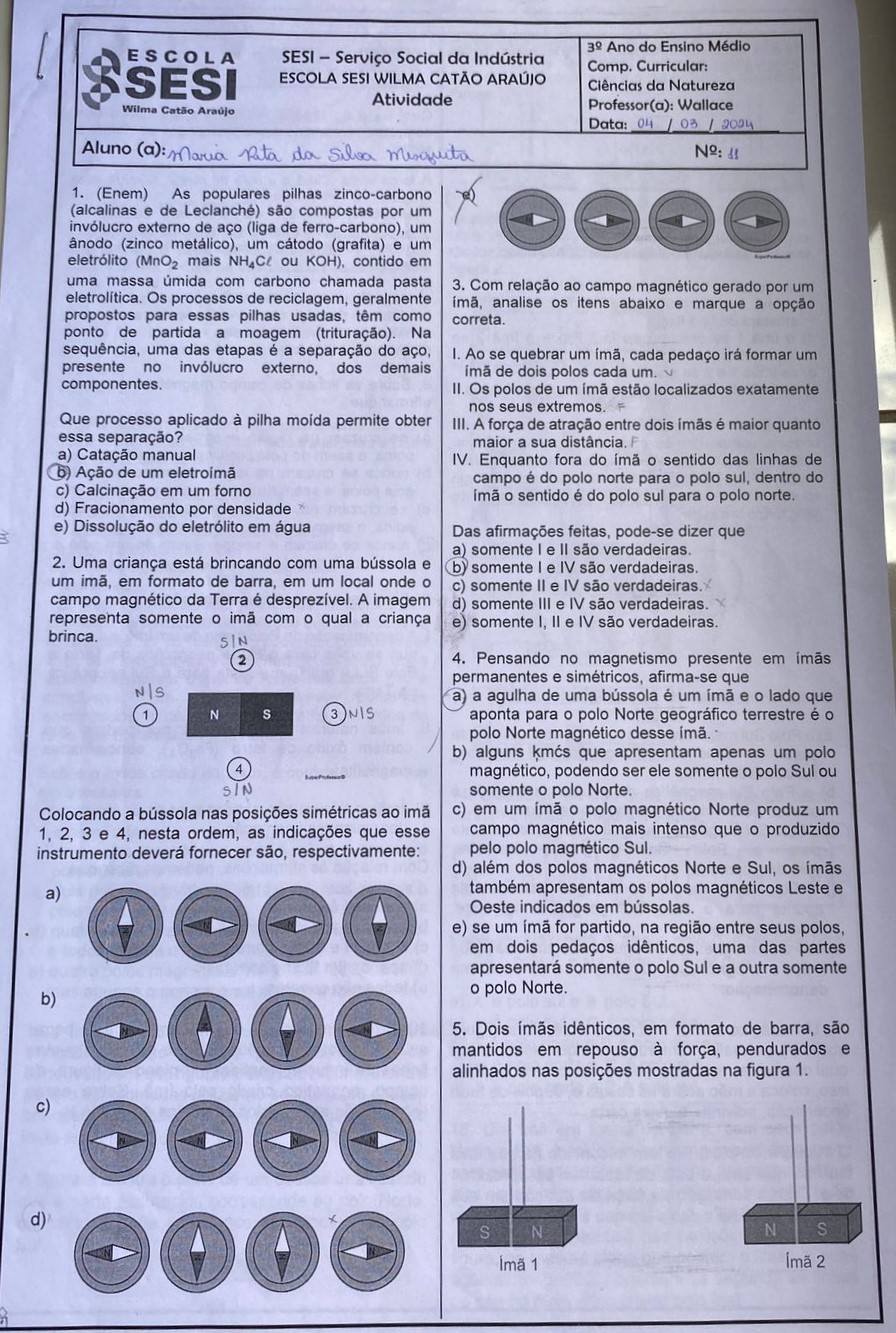 ESCOLA
SESI
Wilma Catão Araújo
SESI – Serviço Social da Indústria
ESCOLA SESI WILMA CATÃO ARAÚJO
Atividade
3º Ano do Ensino Médio
Comp. Curricular:
Ciências da Natureza
Professor(a): Wallace
Data: 04 / 03 / 2024
Aluno (a): Maria Rita da Silva Mesquita
Nº: 11
1. (Enem) As populares pilhas zinco-carbono
(alcalinas e de Leclanché) são compostas por um
invólucro externo de aço (liga de ferro-carbono), um
ânodo (zinco metálico), um cátodo (grafita) e um
eletrólito (MnO₂ mais NH₄Cℓ ou KOH), contido em
uma massa úmida com carbono chamada pasta
eletrolítica. Os processos de reciclagem, geralmente
propostos para essas pilhas usadas, têm como
ponto de partida a moagem (trituração). Na
sequência, uma das etapas é a separação do aço,
presente no invólucro externo, dos demais
componentes.
Que processo aplicado à pilha moída permite obter
essa separação?
a) Catação manual
b) Ação de um eletroímã
c) Calcinação em um forno
d) Fracionamento por densidade x
e) Dissolução do eletrólito em água
2. Uma criança está brincando com uma bússola e
um imã, em formato de barra, em um local onde o
campo magnético da Terra é desprezível. A imagem
representa somente o imã com o qual a criança
brinca.
S|N
2
N|S
1
N S
3 N|S
4
S|N
SuperProfessor®
Colocando a bússola nas posições simétricas ao imã
1, 2, 3 e 4, nesta ordem, as indicações que esse
instrumento deverá fornecer são, respectivamente:
a)
N N N N
b)
N N N N
c)
N N N N
d)
N N N N x
e)
N N N N
SuperProfessor®
3. Com relação ao campo magnético gerado por um
ímã, analise os itens abaixo e marque a opção
correta.
I. Ao se quebrar um ímã, cada pedaço irá formar um
ímã de dois polos cada um. V
II. Os polos de um ímã estão localizados exatamente
nos seus extremos. F
III. A força de atração entre dois ímãs é maior quanto
maior a sua distância. F
IV. Enquanto fora do ímã o sentido das linhas de
campo é do polo norte para o polo sul, dentro do
ímã o sentido é do polo sul para o polo norte.
Das afirmações feitas, pode-se dizer que
a) somente I e II são verdadeiras.
b) somente I e IV são verdadeiras.
c) somente II e IV são verdadeiras. x
d) somente III e IV são verdadeiras. x
e) somente I, II e IV são verdadeiras.
4. Pensando no magnetismo presente em ímãs
permanentes e simétricos, afirma-se que
a) a agulha de uma bússola é um ímã e o lado que
aponta para o polo Norte geográfico terrestre é o
polo Norte magnético desse ímã.
b) alguns que apresentam apenas um polo
magnético, podendo ser ele somente o polo Sul ou
somente o polo Norte.
c) em um ímã o polo magnético Norte produz um
campo magnético mais intenso que o produzido
pelo polo magnético Sul.
d) além dos polos magnéticos Norte e Sul, os ímãs
também apresentam os polos magnéticos Leste e
Oeste indicados em bússolas.
e) se um ímã for partido, na região entre seus polos,
em dois pedaços idênticos, uma das partes
apresentará somente o polo Sul e a outra somente
o polo Norte.
5. Dois ímãs idênticos, em formato de barra, são
mantidos em repouso à força, pendurados e
alinhados nas posições mostradas na figura 1.
S N
N S
Ímã 1
Ímã 2